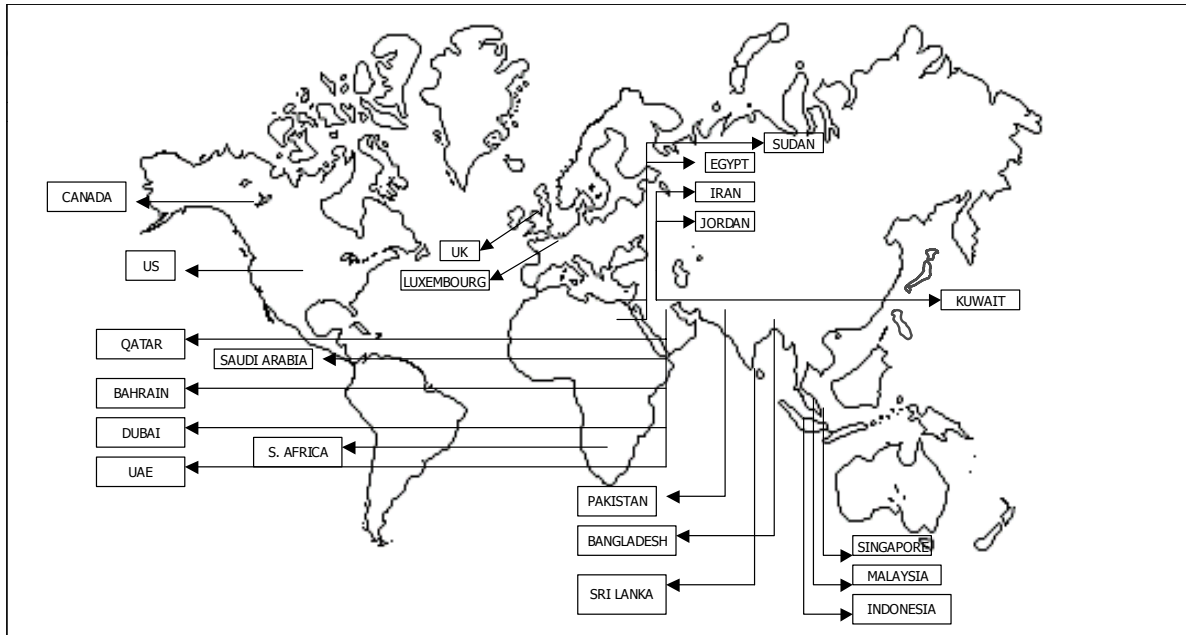 SUDAN
EGYPT
IRAN
CANADA
JORDAN
UK
US
LUXEMBOURG
KUWAIT
QATAR
SAUDI ARABIA
BAHRAIN
DUBAI
S. AFRICA
UAE
PAKISTAN
BANGLADESH
SINGAPORE
MALAYSIA
SRI LANKA
INDONESIA